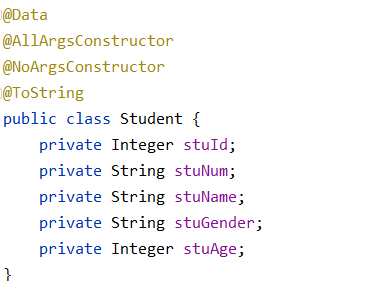 @Data
@AllArgsConstructor
@NoArgsConstructor
@ToString
public class Student {
    private Integer stuId;
    private String stuNum;
    private String stuName;
    private String stuGender;
    private Integer stuAge;
}